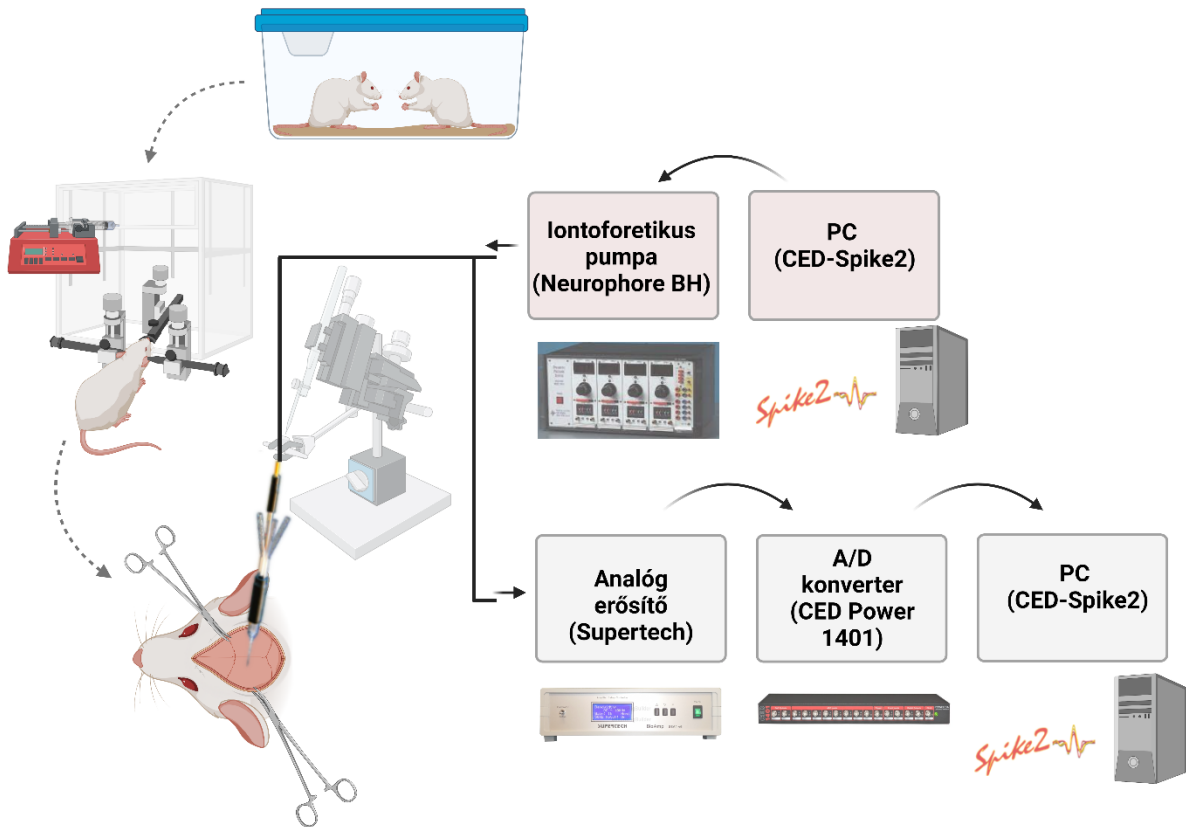 Iontoforetikus
pumpa
(Neurophore BH)
PC
(CED-Spike2)
Spike2
Analóg
erősítő
(Supertech)
A/D
konverter
(CED Power
1401)
PC
(CED-Spike2)
SUPERTECH
BioAmp
Spike2